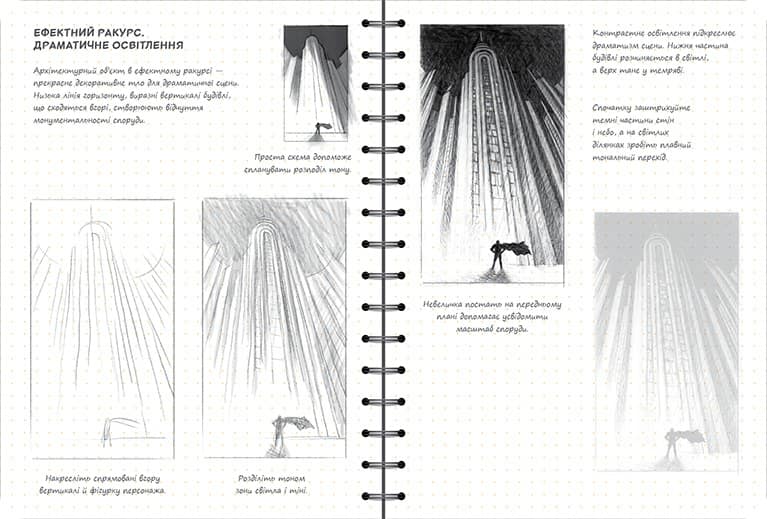 ЕФЕКТНИЙ РАКУРС.
ДРАМАТИЧНЕ ОСВІТЛЕННЯ
Архітектурний об'єкт в ефектному ракурсі —
прекрасне декоративне тло для драматичної сцени.
Низька лінія горизонту, виразні вертикалі будівлі,
що сходяться вгорі, створюють відчуття
монументальності споруди.
Проста схема допоможе
спланувати розподіл тону.
Накресліть спрямовані вгору
вертикалі й фігурку персонажа.
Розділіть тоном
зони світла і тіні.
Невеличка постать на передньому
плані допомагає усвідомити
масштаб споруди.
Контрастне освітлення підкреслює
драматизм сцени. Нижня частина
будівлі розчиняється в світлі,
а верх тане у темряві.
Спочатку заштрихуйте
темні частини стін
і небо, а на світлих
ділянках зробіть плавний
тональний перехід.